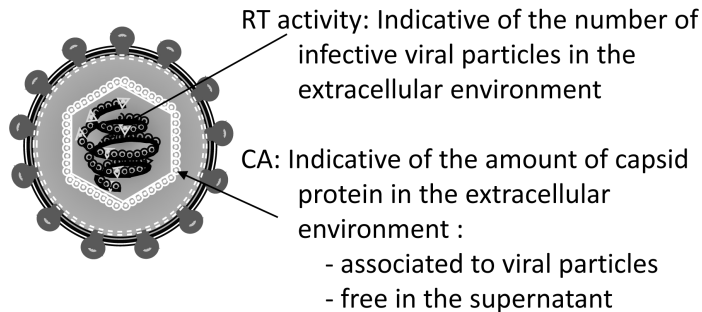 RT activity: Indicative of the number of
infective viral particles in the
extracellular environment
CA: Indicative of the amount of capsid
protein in the extracellular
environment :
- associated to viral particles
- free in the supernatant